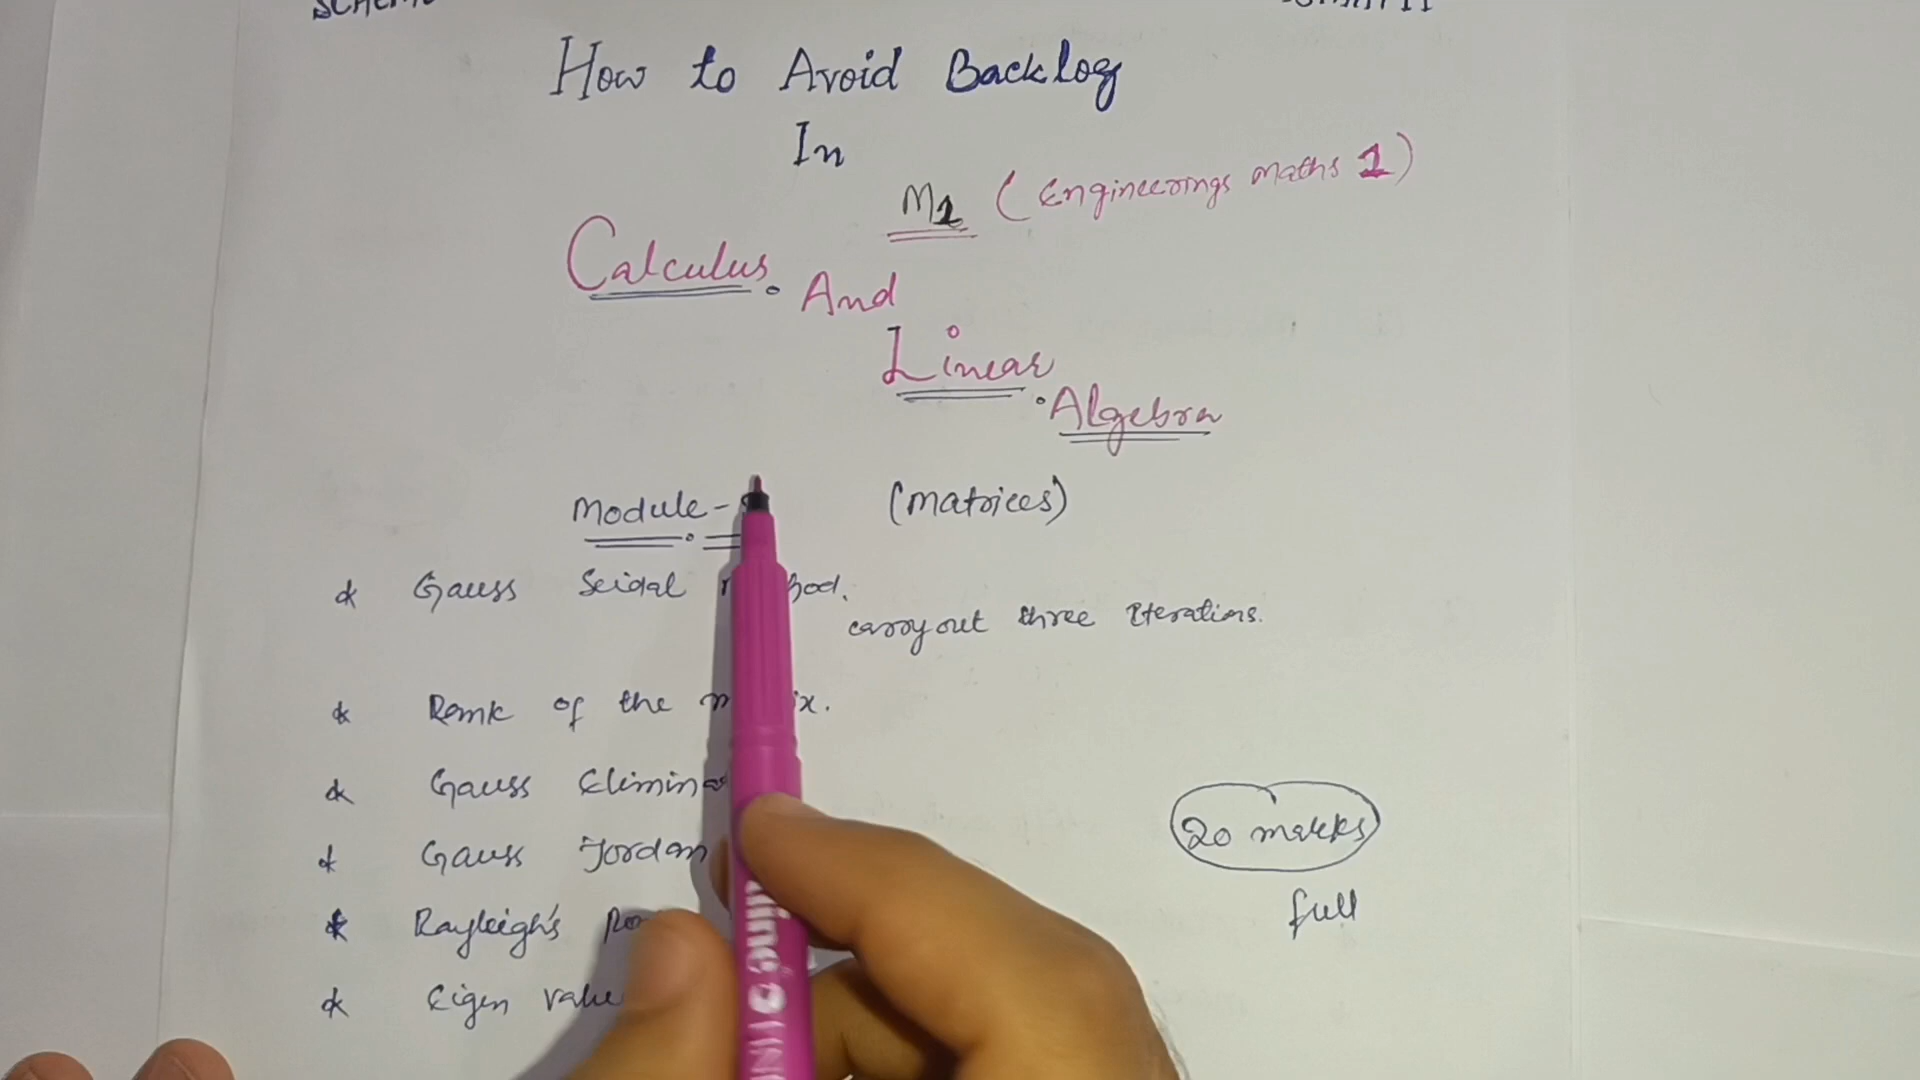 How to Avoid Backlog
In
M1 (Engineerings maths 1)
Calculus And
Linear
Algebra
Module - (Matrices)
* Gauss Seidal
carryout three iterations.
* Rank of the
* Gauss
* Gauss Jordan
20 marks
full
* Rayleigh's
* Eigen